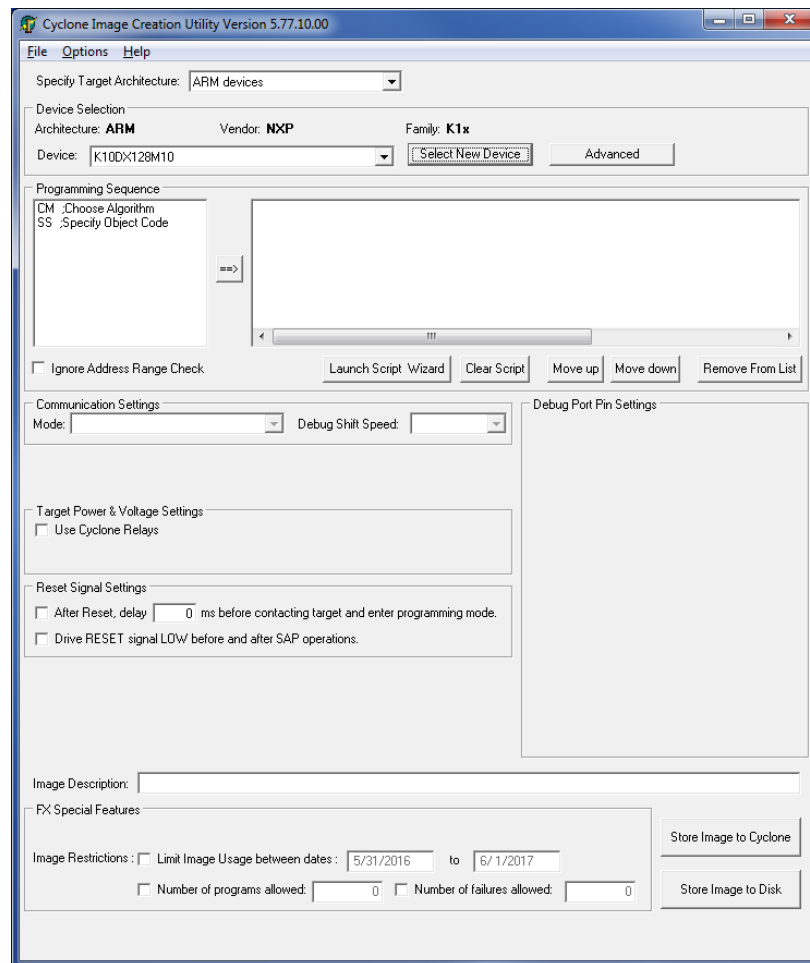 Cyclone Image Creation Utility Version 5.77.10.00
File Options Help
Specify Target Architecture: ARM devices
Device Selection
Architecture: ARM Vendor: NXP Family: K1x
Device: K10DX128M10 Select New Device Advanced
Programming Sequence
CM ;Choose Algorithm
SS ;Specify Object Code
==>
Ignore Address Range Check Launch Script Wizard Clear Script Move up Move down Remove From List
Communication Settings Debug Port Pin Settings
Mode: Debug Shift Speed:
Target Power & Voltage Settings
Use Cyclone Relays
Reset Signal Settings
After Reset, delay 0 ms before contacting target and enter programming mode.
Drive RESET signal LOW before and after SAP operations.
Image Description:
FX Special Features
Store Image to Cyclone
Image Restrictions : Limit Image Usage between dates : 5/31/2016 to 6/ 1/2017
Number of programs allowed: 0 Number of failures allowed: 0 Store Image to Disk